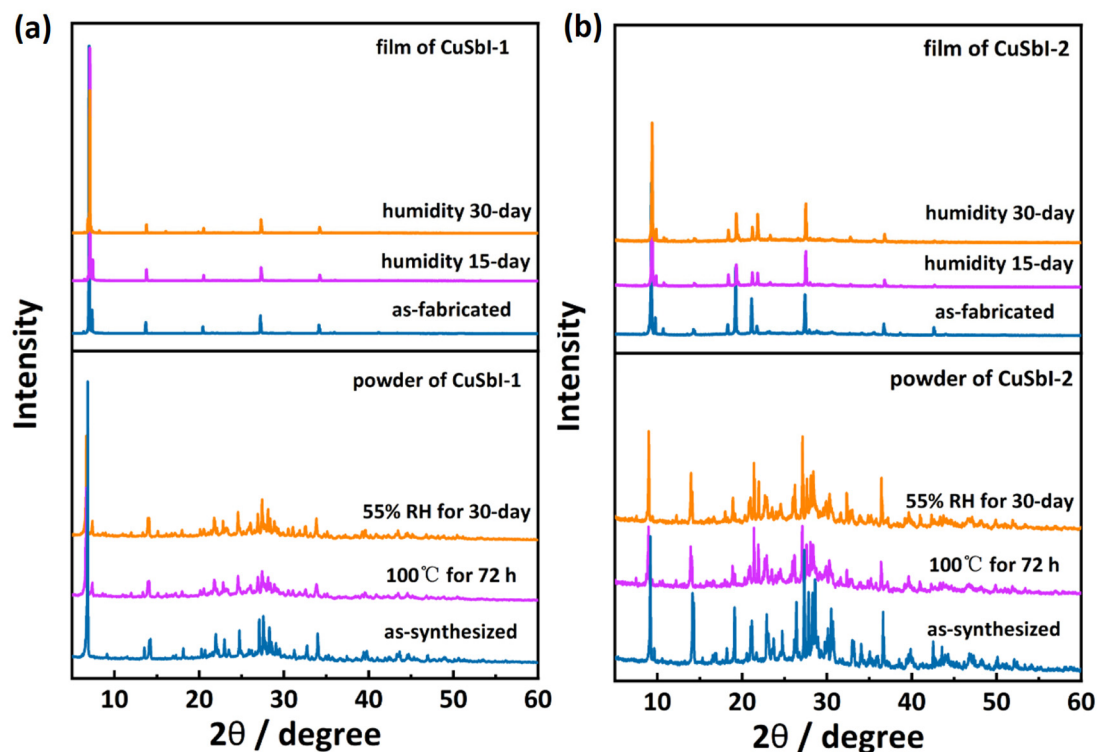 (a)
film of CuSbI-1
humidity 30-day
humidity 15-day
as-fabricated
powder of CuSbI-1
55% RH for 30-day
100℃ for 72 h
as-synthesized
Intensity
10 20 30 40 50 60
2θ / degree
(b)
film of CuSbI-2
humidity 30-day
humidity 15-day
as-fabricated
powder of CuSbI-2
55% RH for 30-day
100℃ for 72 h
as-synthesized
Intensity
10 20 30 40 50 60
2θ / degree